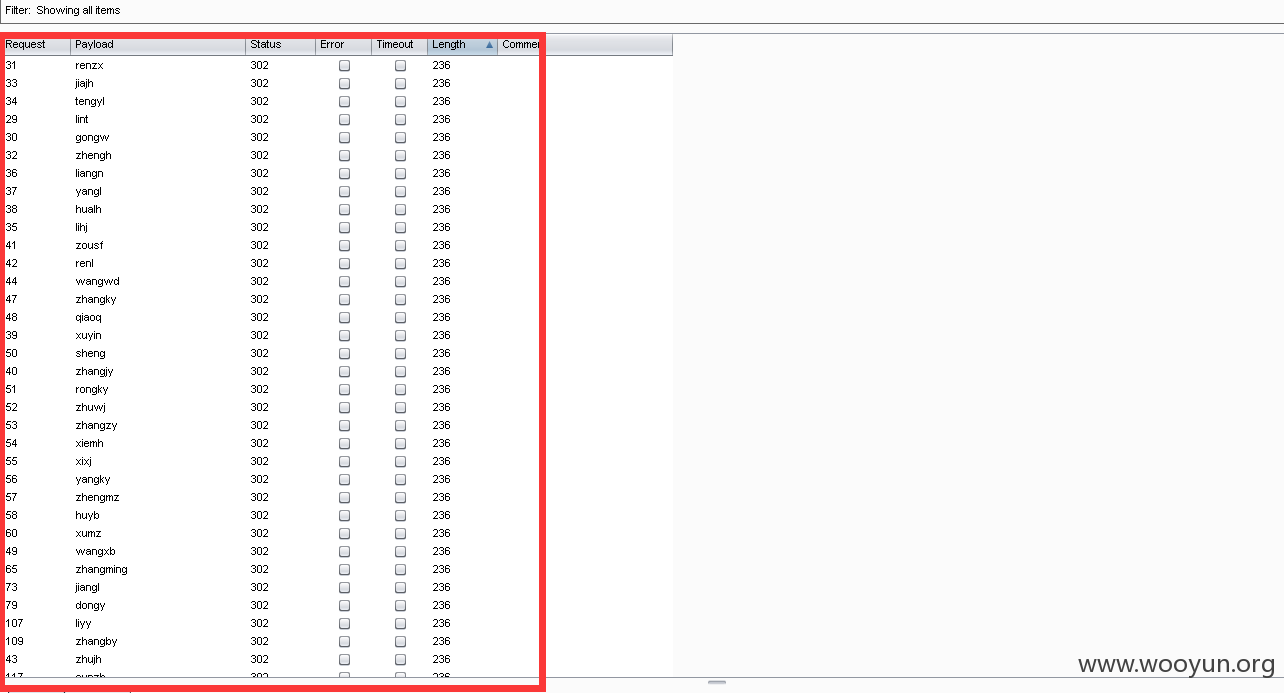 Filter: Showing all items
Request Payload Status Error Timeout Length Commen
31 renzx 302 236
33 jiajh 302 236
34 tengyl 302 236
29 lint 302 236
30 gongw 302 236
32 zhengh 302 236
36 liangn 302 236
37 yangl 302 236
38 hualh 302 236
35 lihj 302 236
41 zousf 302 236
42 renl 302 236
44 wangwd 302 236
47 zhangky 302 236
48 qiaoq 302 236
39 xuyin 302 236
50 sheng 302 236
40 zhangjy 302 236
51 rongky 302 236
52 zhuwj 302 236
53 zhangzy 302 236
54 xiemh 302 236
55 xixj 302 236
56 yangky 302 236
57 zhengmz 302 236
58 huyb 302 236
60 xumz 302 236
49 wangxb 302 236
65 zhangming 302 236
73 jiangl 302 236
79 dongy 302 236
107 liyy 302 236
109 zhangby 302 236
43 zhujh 302 236
www.wooyun.org